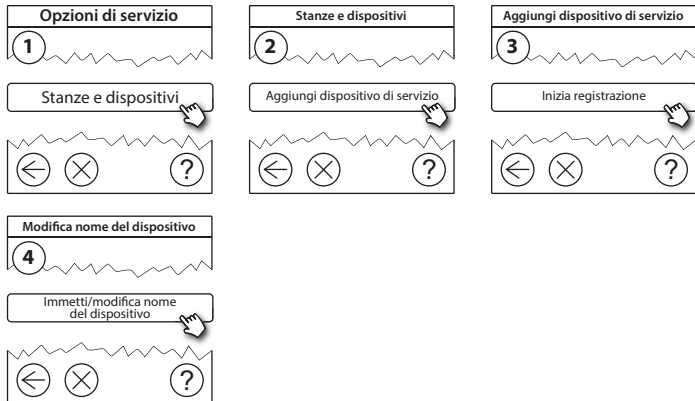 Opzioni di servizio
1
Stanze e dispositivi
?
Stanze e dispositivi
2
Aggiungi dispositivo di servizio
?
Aggiungi dispositivo di servizio
3
Inizia registrazione
?
Modifica nome del dispositivo
4
Immetti/modifica nome
del dispositivo
?